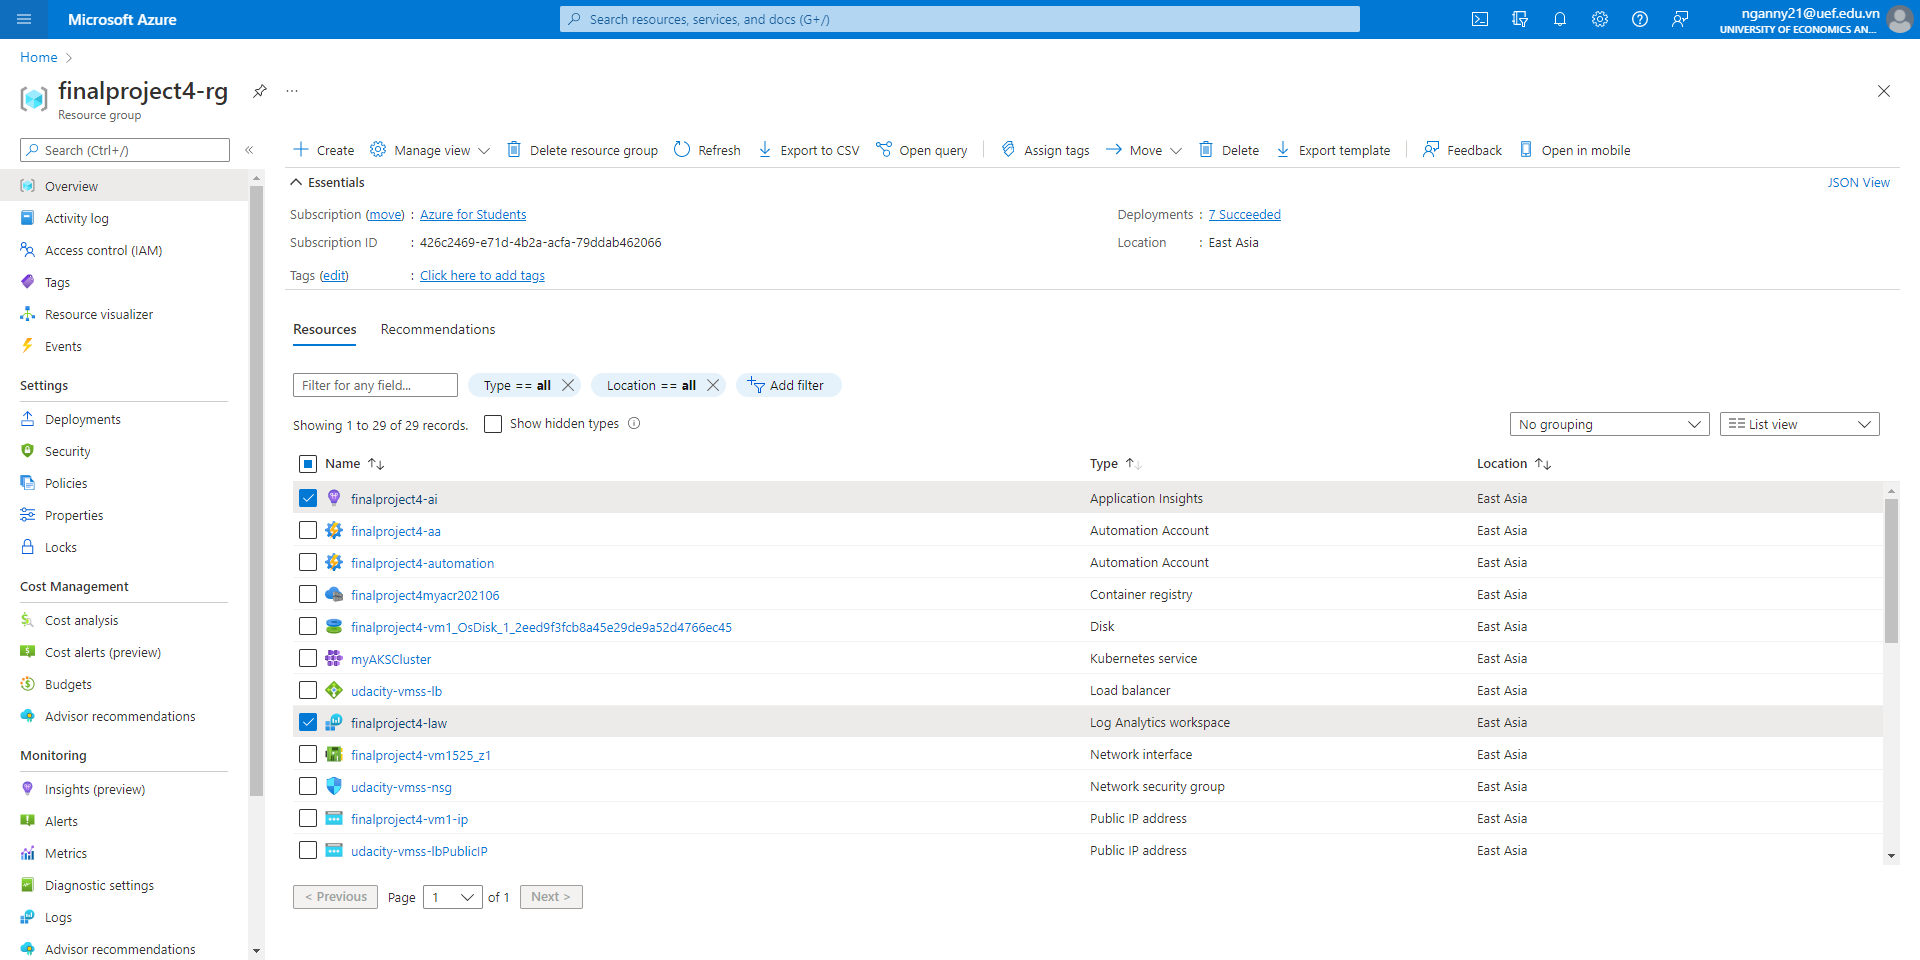 Microsoft Azure
Search resources, services, and docs (G+/)
nganny21@uef.edu.vn
UNIVERSITY OF ECONOMICS AN...
Home
finalproject4-rg
Resource group
Search (Ctrl+/)
Create Manage view Delete resource group Refresh Export to CSV Open query Assign tags Move Delete Export template Feedback Open in mobile
Overview
Activity log
Access control (IAM)
Tags
Resource visualizer
Events
Settings
Deployments
Security
Policies
Properties
Locks
Cost Management
Cost analysis
Cost alerts (preview)
Budgets
Advisor recommendations
Monitoring
Insights (preview)
Alerts
Metrics
Diagnostic settings
Logs
Advisor recommendations
Essentials JSON View
Subscription (move) : Azure for Students Deployments : 7 Succeeded
Subscription ID : 426c2469-e71d-4b2a-acfa-79ddab462066 Location : East Asia
Tags (edit) : Click here to add tags
Resources Recommendations
Filter for any field... Type == all Location == all Add filter
Showing 1 to 29 of 29 records. Show hidden types No grouping List view
Name Type Location
finalproject4-ai Application Insights East Asia
finalproject4-aa Automation Account East Asia
finalproject4-automation Automation Account East Asia
finalproject4myacr202106 Container registry East Asia
finalproject4-vm1_OsDisk_1_2eed9f3fcb8a45e29de9a52d4766ec45 Disk East Asia
myAKSCluster Kubernetes service East Asia
udacity-vmss-lb Load balancer East Asia
finalproject4-law Log Analytics workspace East Asia
finalproject4-vm1525_z1 Network interface East Asia
udacity-vmss-nsg Network security group East Asia
finalproject4-vm1-ip Public IP address East Asia
udacity-vmss-lbPublicIP Public IP address East Asia
< Previous Page 1 of 1 Next >